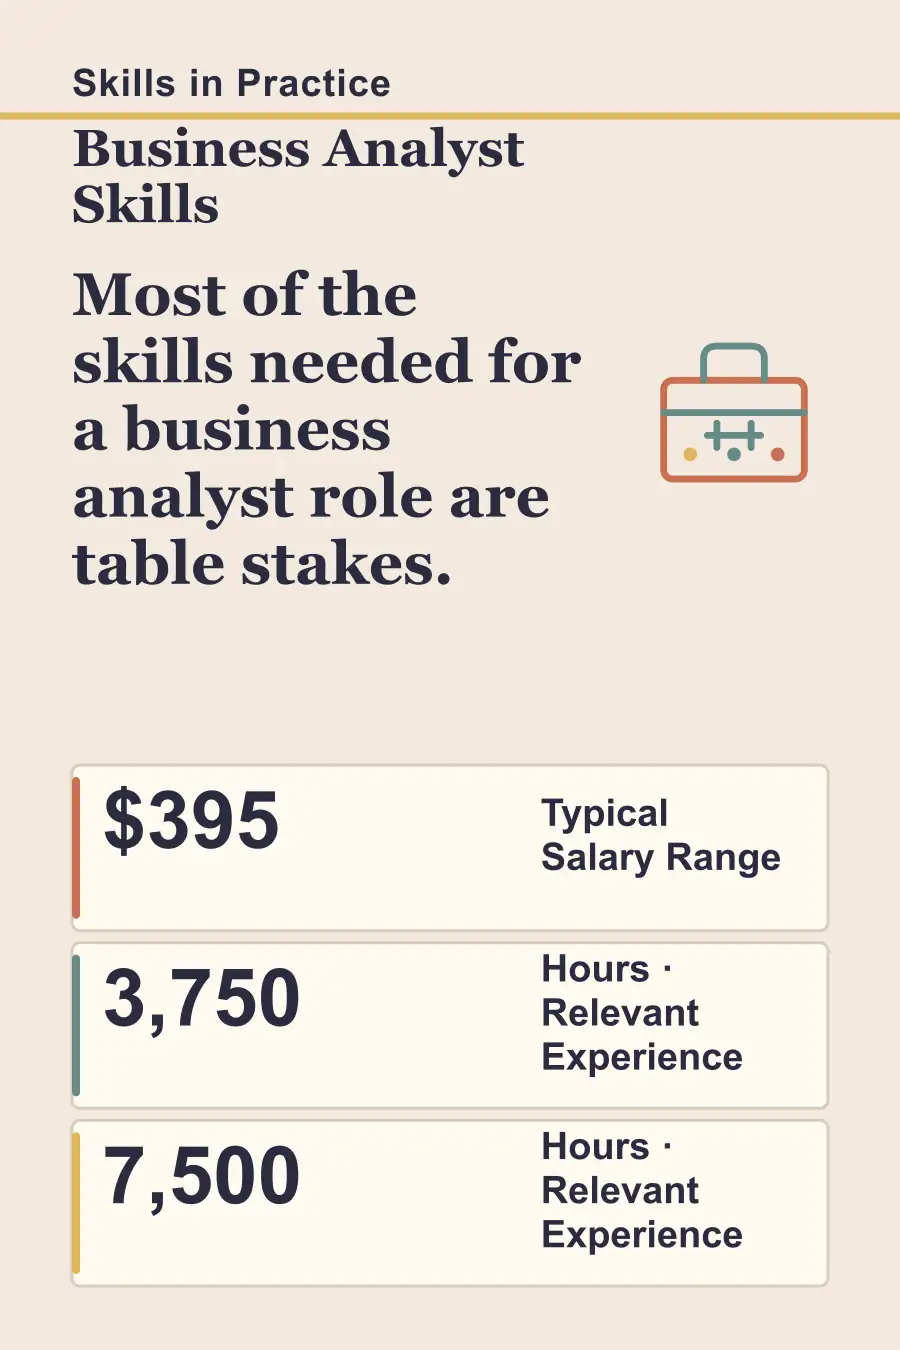 Skills in Practice
Business Analyst
Skills
Most of the
skills needed for
a business
analyst role are
table stakes.
$395
Typical
Salary Range
3,750
Hours ·
Relevant
Experience
7,500
Hours ·
Relevant
Experience